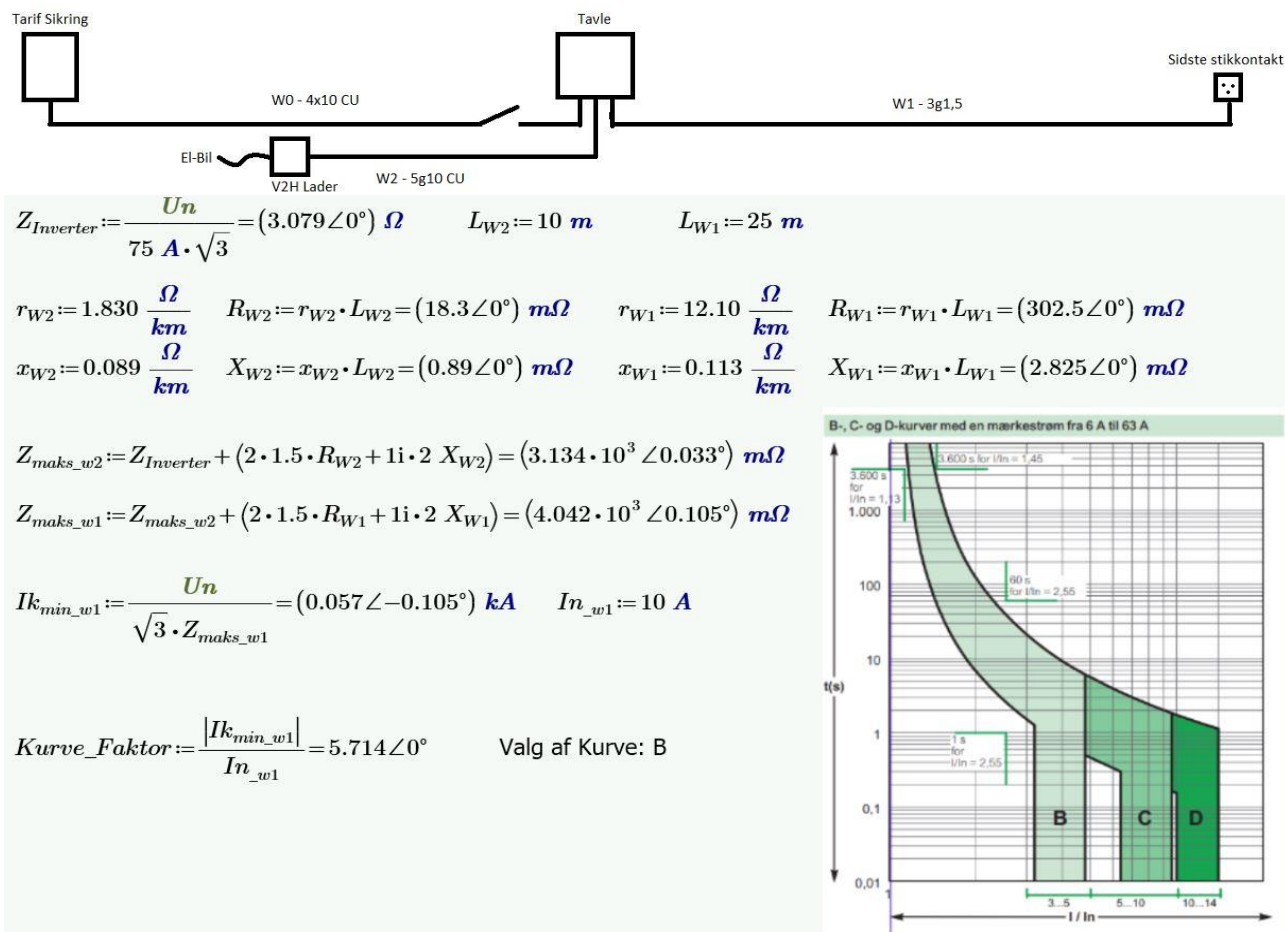 Tarif Sikring
Tavle
Sidste stikkontakt
W0 - 4x10 CU
W1 - 3g1,5
El-Bil
V2H Lader
W2 - 5g10 CU
Z_Inverter := Un / (75 A · √3) = (3.079∠0°) Ω   L_W2 := 10 m   L_W1 := 25 m
r_W2 := 1.830 Ω/km   R_W2 := r_W2 · L_W2 = (18.3∠0°) mΩ   r_W1 := 12.10 Ω/km   R_W1 := r_W1 · L_W1 = (302.5∠0°) mΩ
x_W2 := 0.089 Ω/km   X_W2 := x_W2 · L_W2 = (0.89∠0°) mΩ   x_W1 := 0.113 Ω/km   X_W1 := x_W1 · L_W1 = (2.825∠0°) mΩ
Z_maks_w2 := Z_Inverter + (2 · 1.5 · R_W2 + 1i · 2 X_W2) = (3.134 · 10³ ∠0.033°) mΩ
Z_maks_w1 := Z_maks_w2 + (2 · 1.5 · R_W1 + 1i · 2 X_W1) = (4.042 · 10³ ∠0.105°) mΩ
Ik_min_w1 := Un / (√3 · Z_maks_w1) = (0.057∠-0.105°) kA   In_w1 := 10 A
Kurve_Faktor := |Ik_min_w1| / In_w1 = 5.714∠0°   Valg af Kurve: B
B-, C- og D-kurver med en mærkestrøm fra 6 A til 63 A
3.600 s for I/In = 1,45
3.600 s
for
I/In = 1,13
1.000
100
60 s
for I/In = 2,55
10
t(s)
1
1 s
for
I/In = 2,55
0,1
B
C
D
0,01
1
3...5
5...10
10...14
I / In